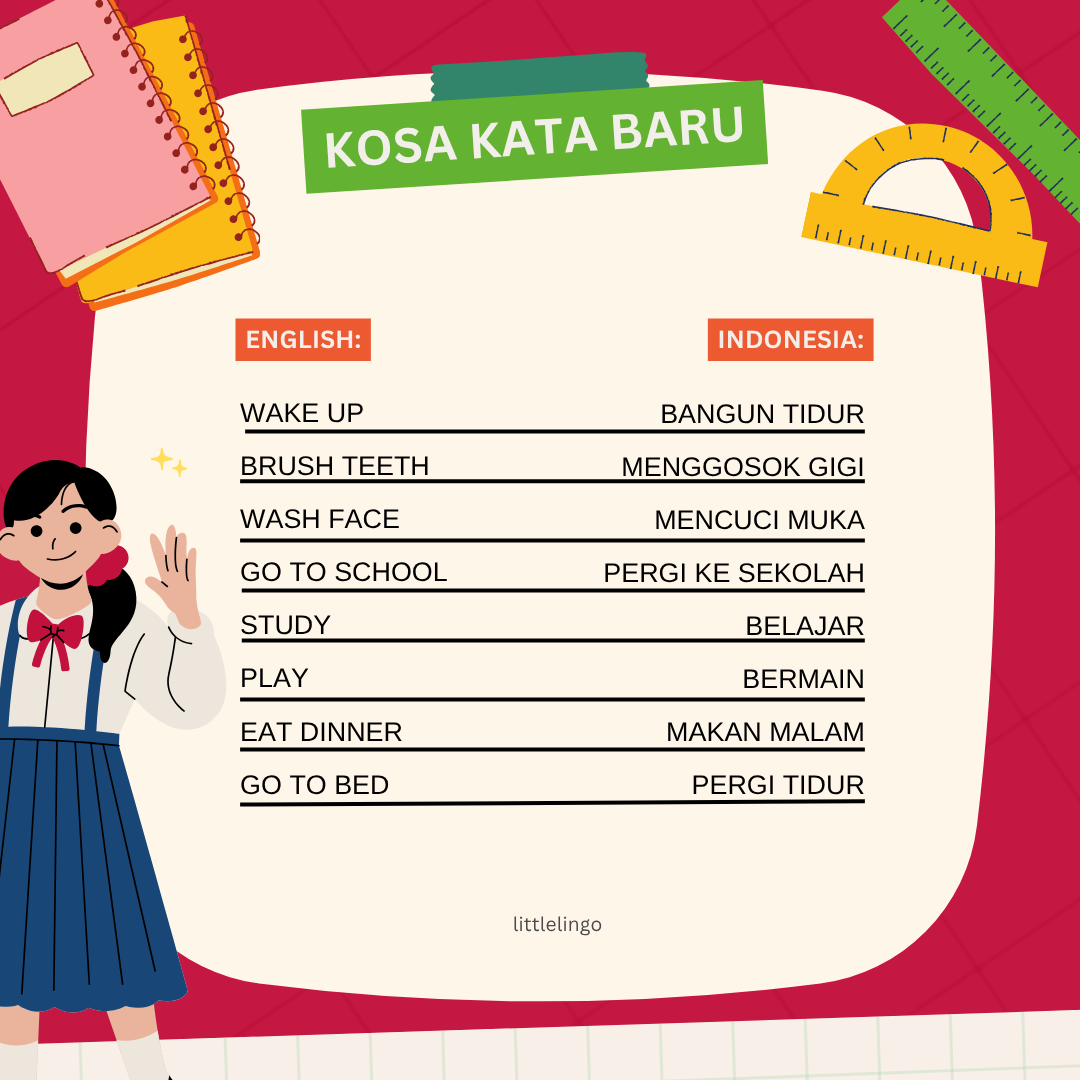 KOSA KATA BARU
ENGLISH: INDONESIA:
WAKE UP BANGUN TIDUR
BRUSH TEETH MENGGOSOK GIGI
WASH FACE MENCUCI MUKA
GO TO SCHOOL PERGI KE SEKOLAH
STUDY BELAJAR
PLAY BERMAIN
EAT DINNER MAKAN MALAM
GO TO BED PERGI TIDUR
littlelingo